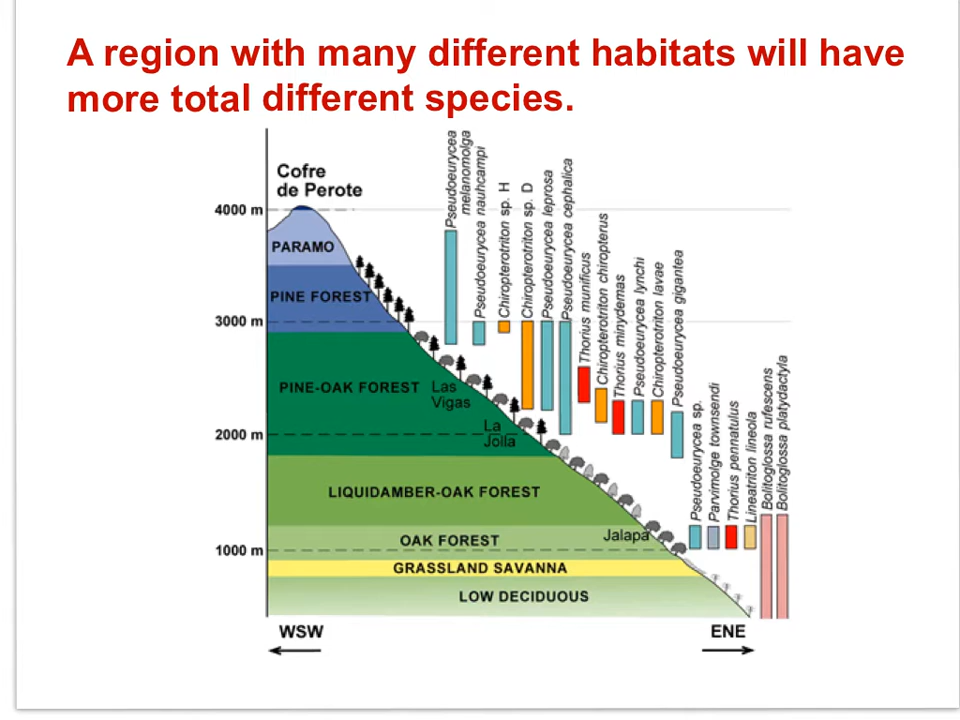 A region with many different habitats will have
more total different species.
Cofre
de Perote
4000 m
PARAMO
PINE FOREST
3000 m
PINE-OAK FOREST
Las
Vigas
La
Joila
2000 m
LIQUIDAMBER-OAK FOREST
OAK FOREST
Jalapa
1000 m
GRASSLAND SAVANNA
LOW DECIDUOUS
WSW
ENE
Pseudoeurycea
melanomolga
Pseudoeurycea nauhcampi
Chiropterotriton sp. H
Chiropterotriton sp. D
Pseudoeurycea leprosa
Pseudoeurycea cephalica
Thorius munificus
Chiropterotriton chiropterus
Thorius minydemas
Pseudoeurycea lynchi
Chiropterotriton lavae
Pseudoeurycea gigantea
Pseudoeurycea sp.
Parvimolge townsendi
Thorius pennatulus
Lineatriton lineola
Bolitoglossa rufescens
Bolitoglossa platydactyla